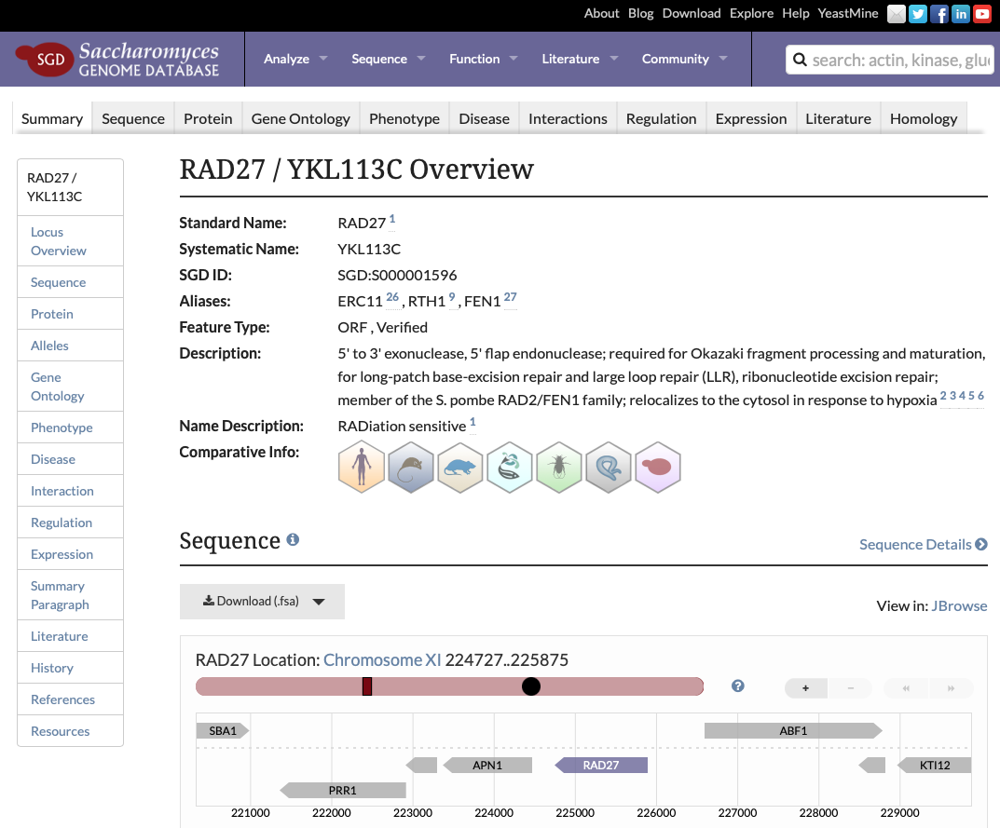 About Blog Download Explore Help YeastMine
SGD Saccharomyces GENOME DATABASE
Analyze Sequence Function Literature Community
search: actin, kinase, glu
Summary Sequence Protein Gene Ontology Phenotype Disease Interactions Regulation Expression Literature Homology
RAD27 /
YKL113C
Locus
Overview
Sequence
Protein
Alleles
Gene
Ontology
Phenotype
Disease
Interaction
Regulation
Expression
Summary
Paragraph
Literature
History
References
Resources
RAD27 / YKL113C Overview
Standard Name: RAD27 1
Systematic Name: YKL113C
SGD ID: SGD:S000001596
Aliases: ERC11 26 , RTH1 9 , FEN1 27
Feature Type: ORF , Verified
Description: 5' to 3' exonuclease, 5' flap endonuclease; required for Okazaki fragment processing and maturation,
for long-patch base-excision repair and large loop repair (LLR), ribonucleotide excision repair;
member of the S. pombe RAD2/FEN1 family; relocalizes to the cytosol in response to hypoxia 2 3 4 5 6
Name Description: RADiation sensitive 1
Comparative Info:
Sequence
Sequence Details
Download (.fsa)
View in: JBrowse
RAD27 Location: Chromosome XI 224727..225875
? + −
SBA1 ABF1
APN1 RAD27 KTI12
PRR1
221000 222000 223000 224000 225000 226000 227000 228000 229000